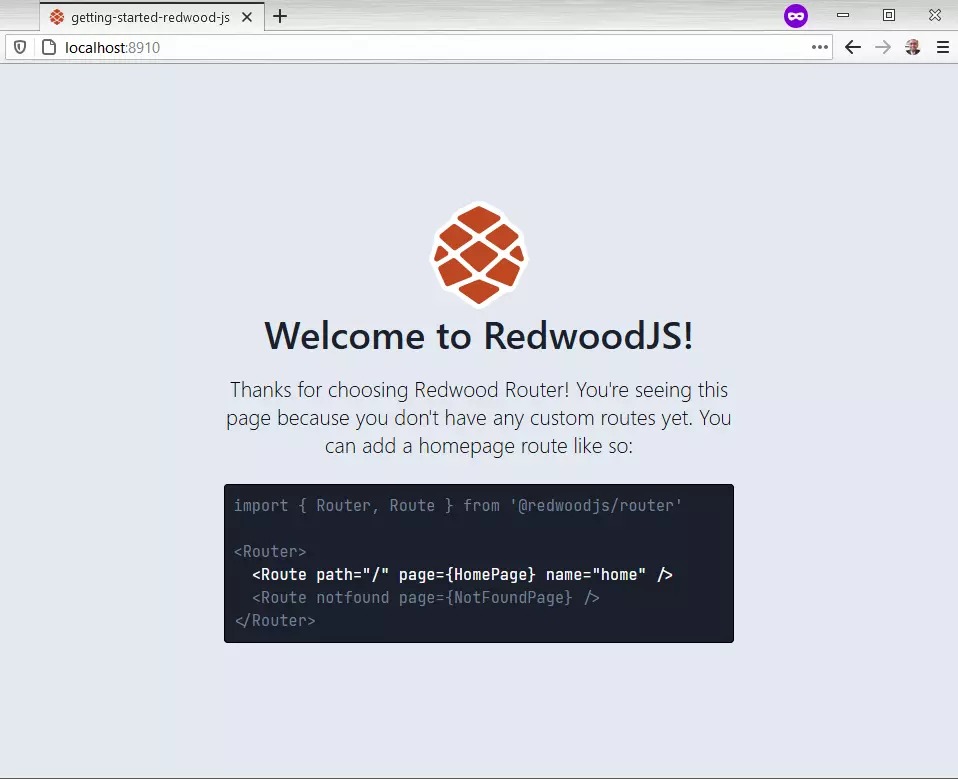 getting-started-redwood-j
localhost:8910
Welcome to RedwoodJS!
Thanks for choosing Redwood Router! You're seeing this
page because you don't have any custom routes yet. You
can add a homepage route like so:
import { Router, Route } from '@redwoodjs/router'
<Router>
<Route path="/" page={HomePage} name="home" />
<Route notfound page={NotFoundPage} />
</Router>